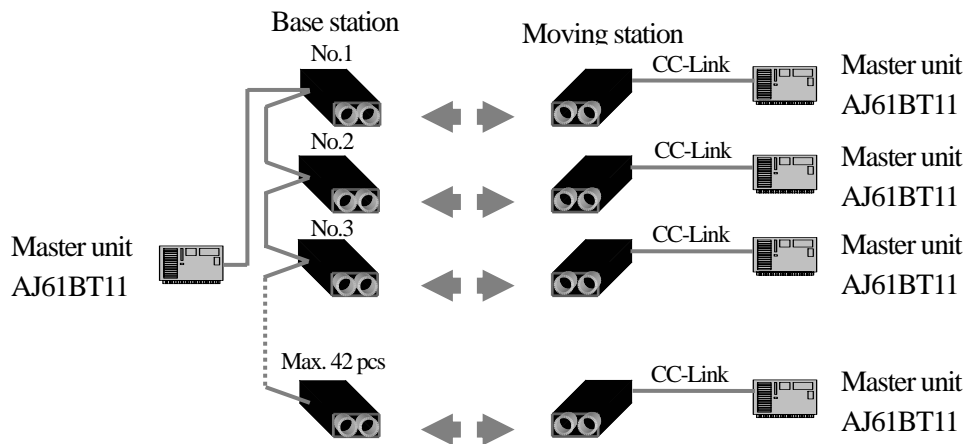 Base station
Moving station
No.1
CC-Link
Master unit
AJ61BT11
No.2
CC-Link
Master unit
AJ61BT11
No.3
CC-Link
Master unit
AJ61BT11
Master unit
AJ61BT11
Max. 42 pcs
CC-Link
Master unit
AJ61BT11